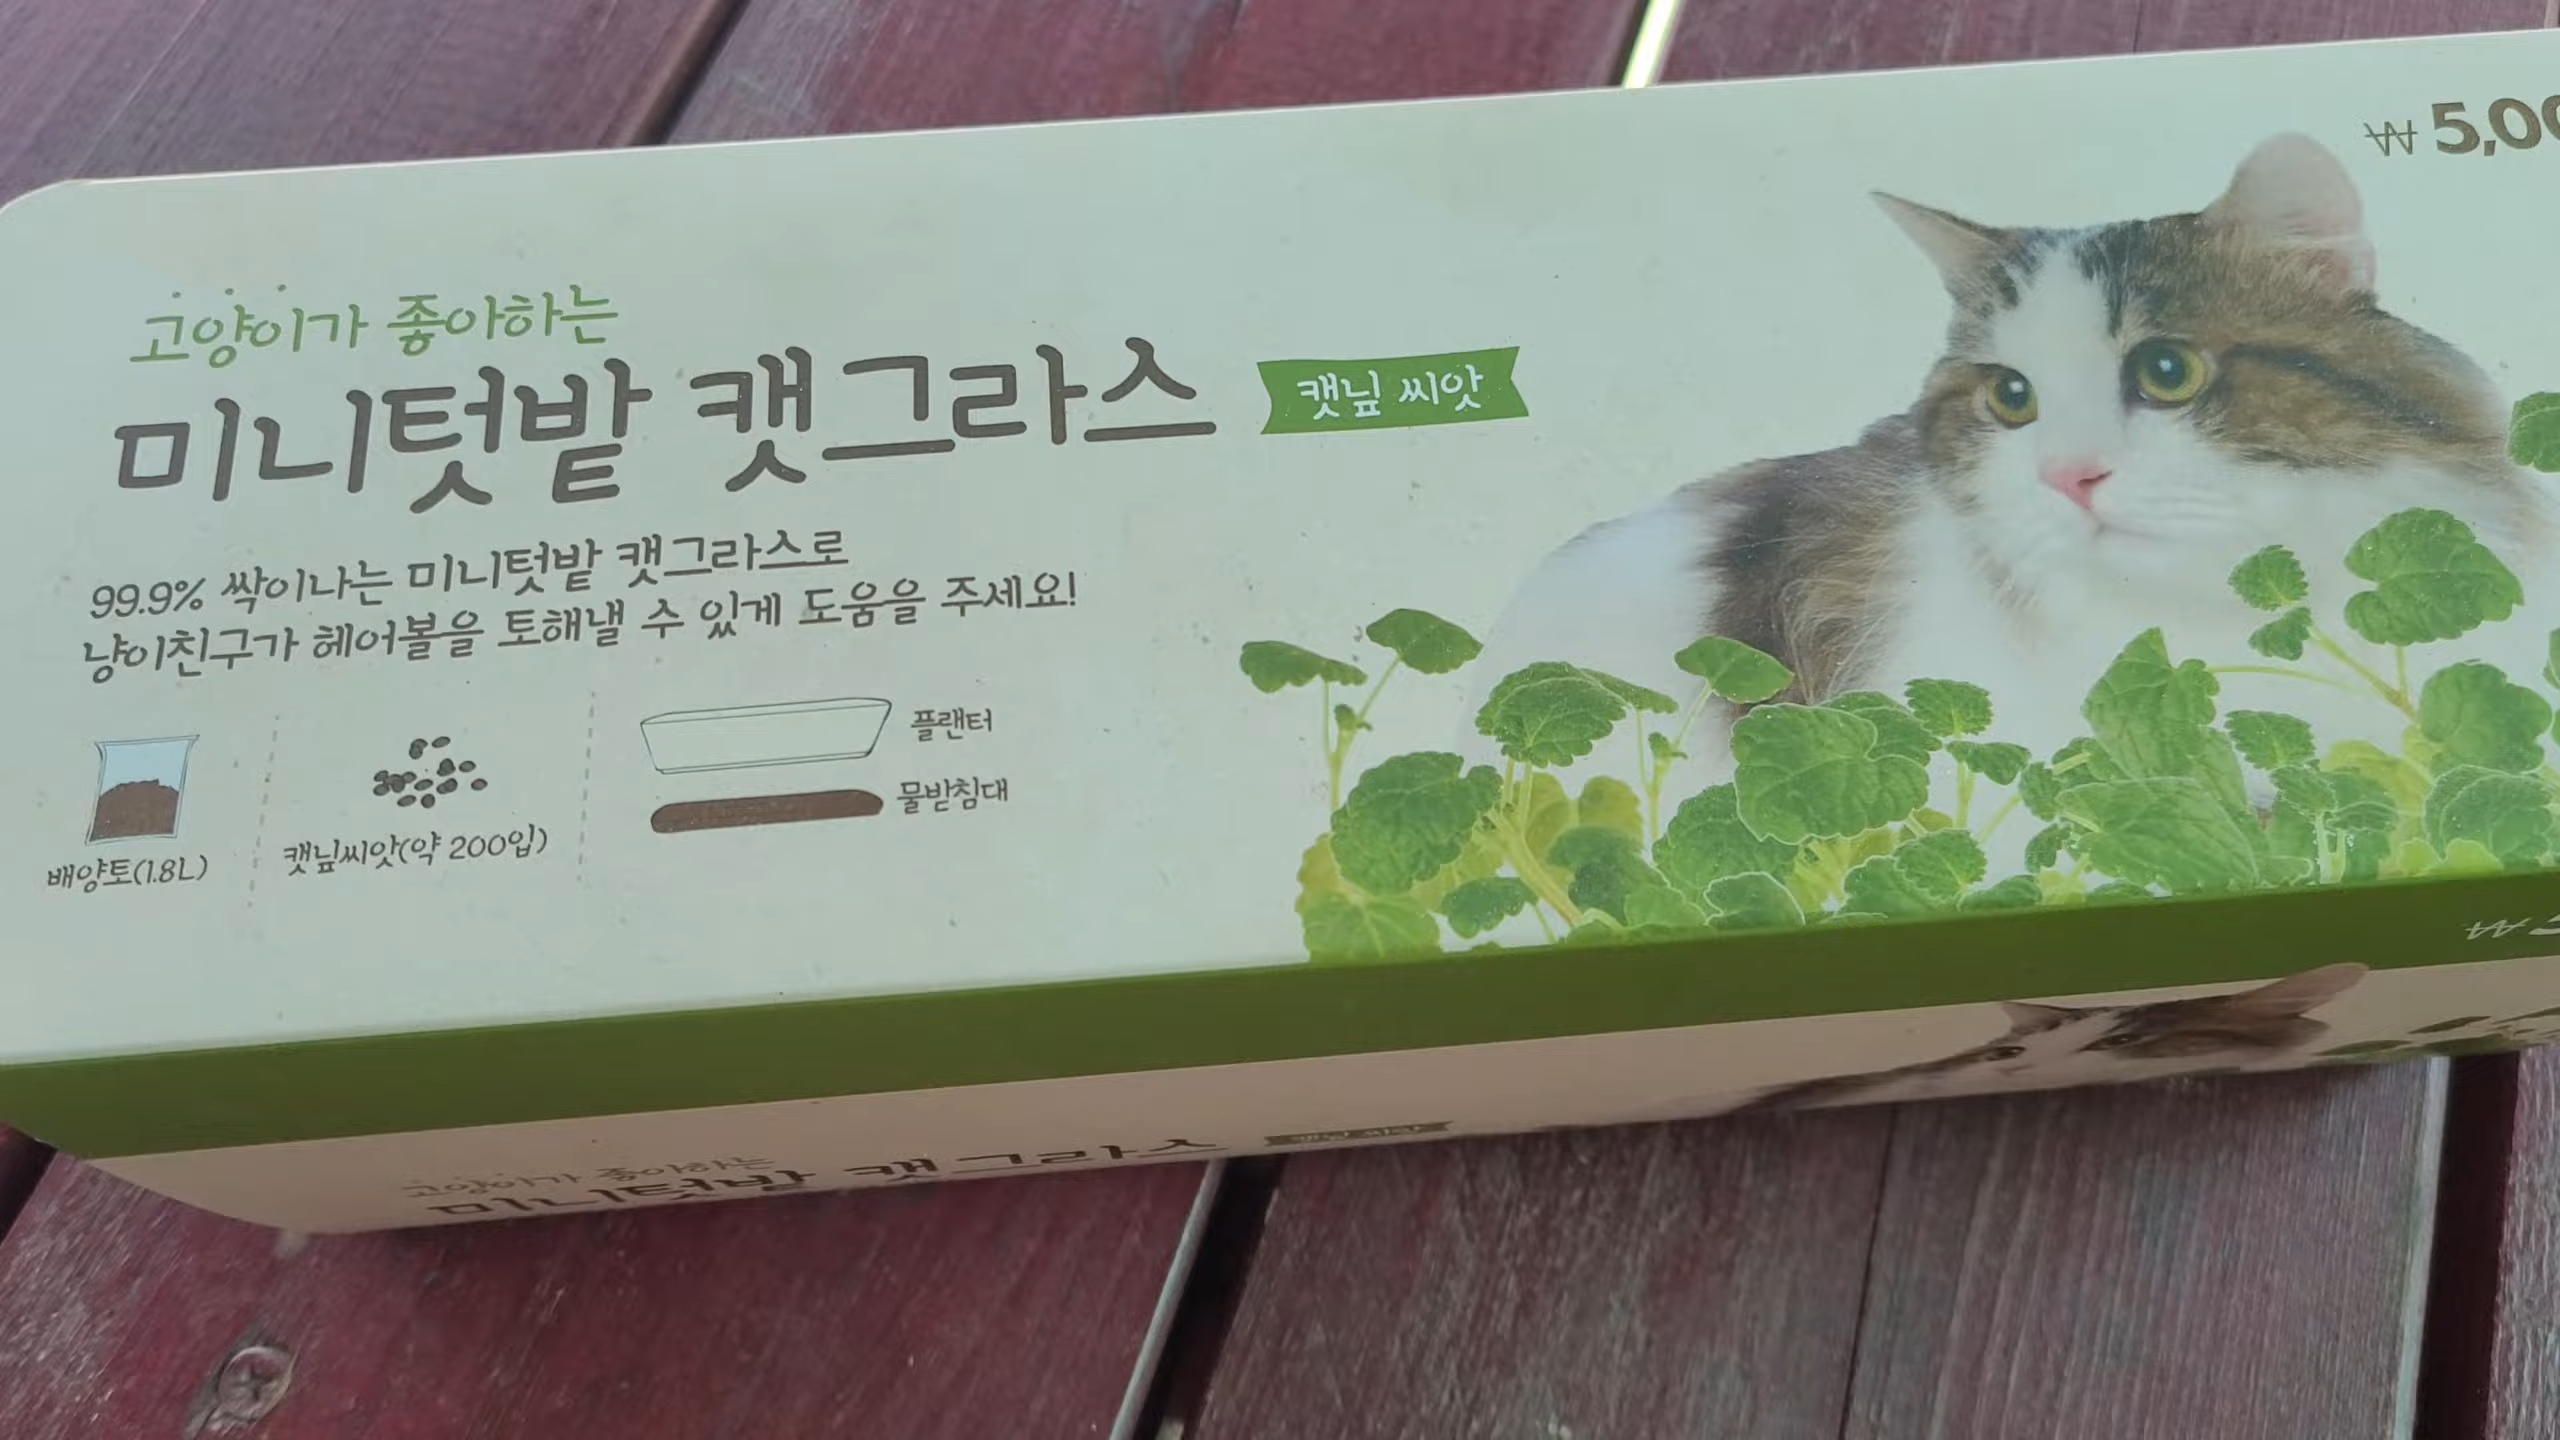 ₩ 5,00
고양이가 좋아하는
미니텃밭 캣그라스
캣닢 씨앗
99.9% 싹이나는 미니텃밭 캣그라스로
냥이친구가 헤어볼을 토해낼 수 있게 도움을 주세요!
플랜터
물받침대
배양토(1.8L)
캣닢씨앗(약 200입)
₩
고양이가 좋아하는
미니텃밭 캣그라스
캣닢 씨앗